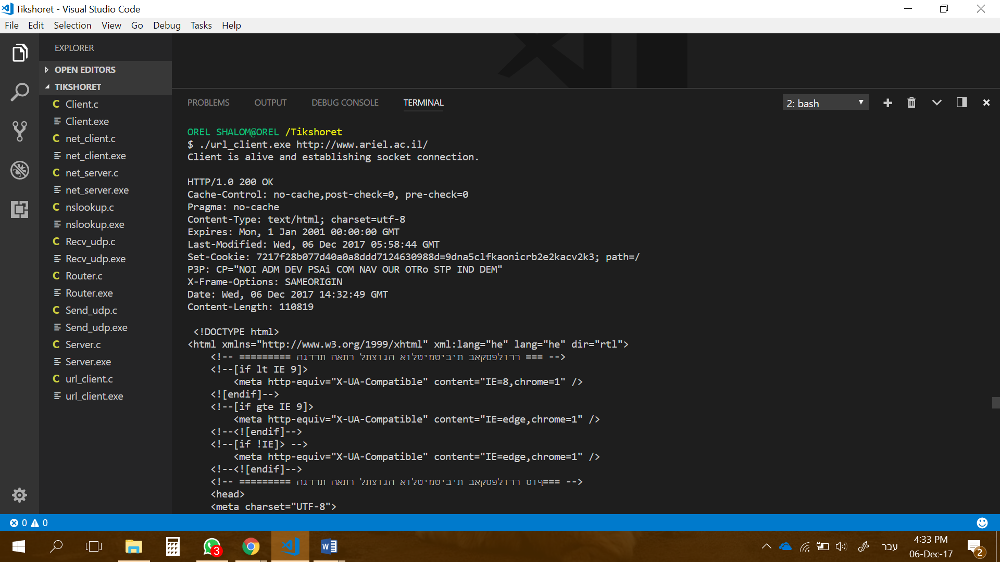 Tikshoret - Visual Studio Code
File Edit Selection View Go Debug Tasks Help
EXPLORER
OPEN EDITORS
TIKSHORET
C Client.c
Client.exe
C net_client.c
net_client.exe
C net_server.c
net_server.exe
C nslookup.c
nslookup.exe
C Recv_udp.c
Recv_udp.exe
C Router.c
Router.exe
C Send_udp.c
Send_udp.exe
C Server.c
Server.exe
C url_client.c
url_client.exe
PROBLEMS OUTPUT DEBUG CONSOLE TERMINAL 2: bash
OREL SHALOM@OREL /Tikshoret
$ ./url_client.exe http://www.ariel.ac.il/
Client is alive and establishing socket connection.
HTTP/1.0 200 OK
Cache-Control: no-cache,post-check=0, pre-check=0
Pragma: no-cache
Content-Type: text/html; charset=utf-8
Expires: Mon, 1 Jan 2001 00:00:00 GMT
Last-Modified: Wed, 06 Dec 2017 05:58:44 GMT
Set-Cookie: 7217f28b077d40a0a8ddd7124630988d=9dna5clfkaonicrb2e2kacv2k3; path=/
P3P: CP="NOI ADM DEV PSAi COM NAV OUR OTRo STP IND DEM"
X-Frame-Options: SAMEORIGIN
Date: Wed, 06 Dec 2017 14:32:49 GMT
Content-Length: 110819
<!DOCTYPE html>
<html xmlns="http://www.w3.org/1999/xhtml" xml:lang="he" lang="he" dir="rtl">
<!-- ========= הגדרת האתר לתצוגה אולטימטיבית באקספלורר === -->
<!--[if lt IE 9]>
<meta http-equiv="X-UA-Compatible" content="IE=8,chrome=1" />
<![endif]-->
<!--[if gte IE 9]>
<meta http-equiv="X-UA-Compatible" content="IE=edge,chrome=1" />
<!--<![endif]-->
<!--[if !IE]> -->
<meta http-equiv="X-UA-Compatible" content="IE=edge,chrome=1" />
<!--<![endif]-->
<!-- ========= הגדרת האתר לתצוגה אולטימטיבית באקספלורר סוף=== -->
<head>
<meta charset="UTF-8">
0 0
3
W
עבר
4:33 PM
06-Dec-17
2